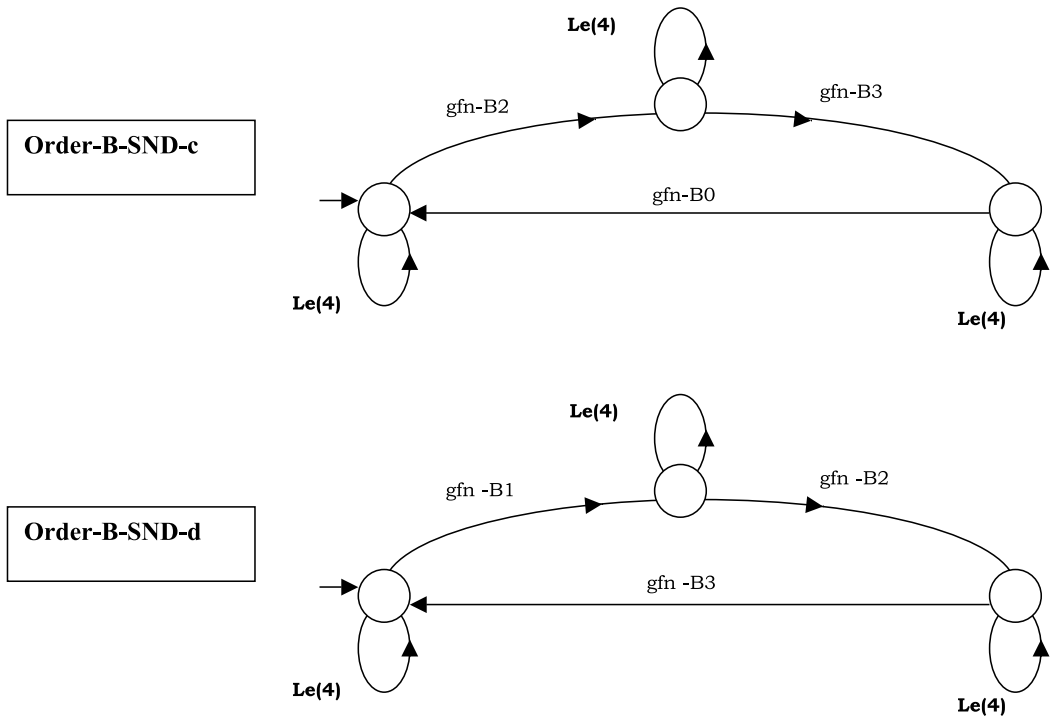 Le(4)
gfn-B2
gfn-B3
Order-B-SND-c
gfn-B0
Le(4)
Le(4)
Le(4)
gfn -B1
gfn -B2
Order-B-SND-d
gfn -B3
Le(4)
Le(4)